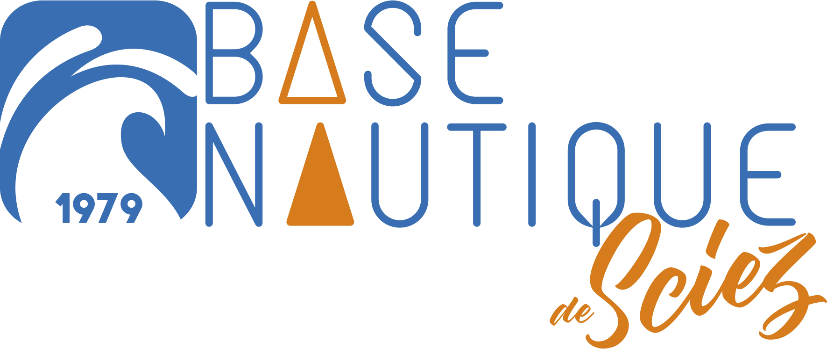 BASE
NAUTIQUE
de Sciez
1979